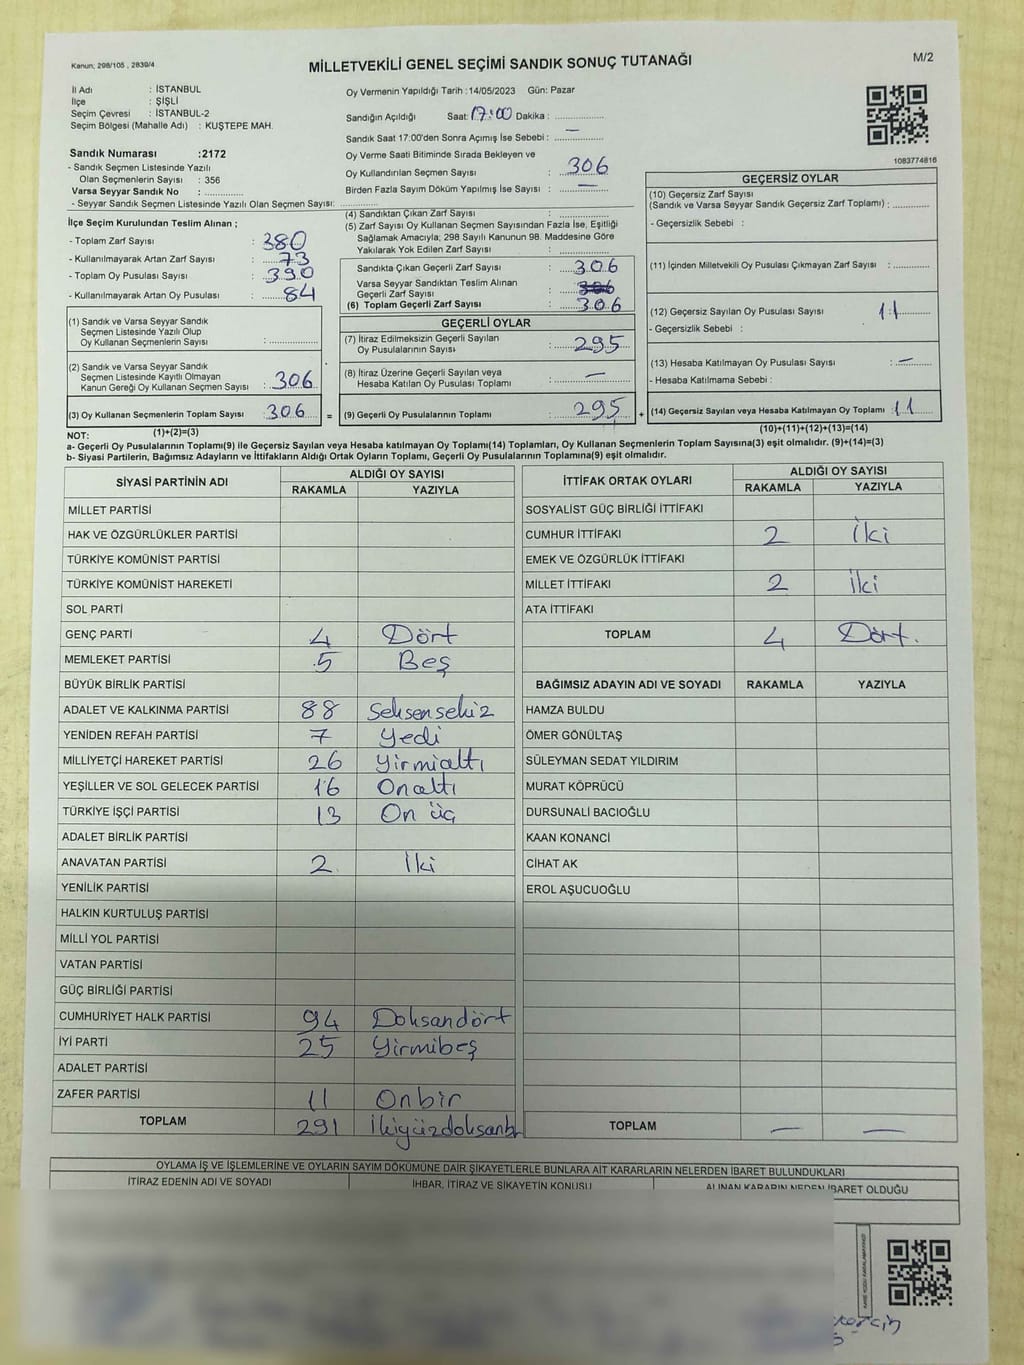 Kanun; 298/105 , 2839/4
MİLLETVEKİLİ GENEL SEÇİMİ SANDIK SONUÇ TUTANAĞI
M/2
İl Adı : İSTANBUL
İlçe : ŞİŞLİ
Seçim Çevresi : İSTANBUL-2
Seçim Bölgesi (Mahalle Adı) : KUŞTEPE MAH.
Sandık Numarası :2172
- Sandık Seçmen Listesinde Yazılı
Olan Seçmenlerin Sayısı : 356
Varsa Seyyar Sandık No : ..............
- Seyyar Sandık Seçmen Listesinde Yazılı Olan Seçmen Sayısı: ..............
Oy Vermenin Yapıldığı Tarih :14/05/2023 Gün: Pazar
Sandığın Açıldığı Saat: 17:00 Dakika : ..............
Sandık Saat 17:00'den Sonra Açımış İse Sebebi : —
Oy Verme Saati Bitiminde Sırada Bekleyen ve
Oy Kullandırılan Seçmen Sayısı : 306
Birden Fazla Sayım Döküm Yapılmış İse Sayısı : —
1083774816
İlçe Seçim Kurulundan Teslim Alınan ;
- Toplam Zarf Sayısı : 380
- Kullanılmayarak Artan Zarf Sayısı : 73
- Toplam Oy Pusulası Sayısı : 390
- Kullanılmayarak Artan Oy Pusulası : 84
(1) Sandık ve Varsa Seyyar Sandık
Seçmen Listesinde Yazılı Olup
Oy Kullanan Seçmenlerin Sayısı : ..............
(2) Sandık ve Varsa Seyyar Sandık
Seçmen Listesinde Kayıtlı Olmayan
Kanun Gereği Oy Kullanan Seçmen Sayısı : 306
(3) Oy Kullanan Seçmenlerin Toplam Sayısı : 306 =
(1)+(2)=(3)
(4) Sandıktan Çıkan Zarf Sayısı : ..............
(5) Zarf Sayısı Oy Kullanan Seçmen Sayısından Fazla İse, Eşitliği
Sağlamak Amacıyla; 298 Sayılı Kanunun 98. Maddesine Göre
Yakılarak Yok Edilen Zarf Sayısı : ..............
Sandıkta Çıkan Geçerli Zarf Sayısı : 306
Varsa Seyyar Sandıktan Teslim Alınan
Geçerli Zarf Sayısı :
(6) Toplam Geçerli Zarf Sayısı : 306
GEÇERLİ OYLAR
(7) İtiraz Edilmeksizin Geçerli Sayılan
Oy Pusulalarının Sayısı : 295
(8) İtiraz Üzerine Geçerli Sayılan veya
Hesaba Katılan Oy Pusulası Toplamı : —
(9) Geçerli Oy Pusulalarının Toplamı : 295 +
GEÇERSİZ OYLAR
(10) Geçersiz Zarf Sayısı
(Sandık ve Varsa Seyyar Sandık Geçersiz Zarf Toplamı) : ..............
- Geçersizlik Sebebi :
(11) İçinden Milletvekili Oy Pusulası Çıkmayan Zarf Sayısı : ..............
(12) Geçersiz Sayılan Oy Pusulası Sayısı : 11
- Geçersizlik Sebebi :
(13) Hesaba Katılmayan Oy Pusulası Sayısı : —
- Hesaba Katılmama Sebebi :
(14) Geçersiz Sayılan veya Hesaba Katılmayan Oy Toplamı : 11
(10)+(11)+(12)+(13)=(14)
NOT:
a- Geçerli Oy Pusulalarının Toplamı(9) ile Geçersiz Sayılan veya Hesaba katılmayan Oy Toplamı(14) Toplamları, Oy Kullanan Seçmenlerin Toplam Sayısına(3) eşit olmalıdır. (9)+(14)=(3)
b- Siyasi Partilerin, Bağımsız Adayların ve İttifakların Aldığı Ortak Oyların Toplamı, Geçerli Oy Pusulalarının Toplamına(9) eşit olmalıdır.
SİYASİ PARTİNİN ADI ALDIĞI OY SAYISI
RAKAMLA YAZIYLA
MİLLET PARTİSİ
HAK VE ÖZGÜRLÜKLER PARTİSİ
TÜRKİYE KOMÜNİST PARTİSİ
TÜRKİYE KOMÜNİST HAREKETİ
SOL PARTİ
GENÇ PARTİ 4 Dört
MEMLEKET PARTİSİ 5 Beş
BÜYÜK BİRLİK PARTİSİ
ADALET VE KALKINMA PARTİSİ 88 Seksensekiz
YENİDEN REFAH PARTİSİ 7 Yedi
MİLLİYETÇİ HAREKET PARTİSİ 26 Yirmialtı
YEŞİLLER VE SOL GELECEK PARTİSİ 16 Onaltı
TÜRKİYE İŞÇİ PARTİSİ 13 On üç
ADALET BİRLİK PARTİSİ
ANAVATAN PARTİSİ 2 İki
YENİLİK PARTİSİ
HALKIN KURTULUŞ PARTİSİ
MİLLİ YOL PARTİSİ
VATAN PARTİSİ
GÜÇ BİRLİĞİ PARTİSİ
CUMHURİYET HALK PARTİSİ 94 Doksandört
İYİ PARTİ 25 Yirmibeş
ADALET PARTİSİ
ZAFER PARTİSİ 11 Onbir
TOPLAM 291 İkiyüzdoksanbr
İTTİFAK ORTAK OYLARI ALDIĞI OY SAYISI
RAKAMLA YAZIYLA
SOSYALİST GÜÇ BİRLİĞİ İTTİFAKI
CUMHUR İTTİFAKI 2 İki
EMEK VE ÖZGÜRLÜK İTTİFAKI
MİLLET İTTİFAKI 2 İki
ATA İTTİFAKI
TOPLAM 4 Dört.
BAĞIMSIZ ADAYIN ADI VE SOYADI RAKAMLA YAZIYLA
HAMZA BULDU
ÖMER GÖNÜLTAŞ
SÜLEYMAN SEDAT YILDIRIM
MURAT KÖPRÜCÜ
DURSUNALİ BACIOĞLU
KAAN KONANCİ
CİHAT AK
EROL AŞUCUOĞLU
TOPLAM — —
OYLAMA İŞ VE İŞLEMLERİNE VE OYLARIN SAYIM DÖKÜMÜNE DAİR ŞİKAYETLERLE BUNLARA AİT KARARLARIN NELERDEN İBARET BULUNDUKLARI
İTİRAZ EDENİN ADI VE SOYADI İHBAR, İTİRAZ VE ŞİKAYETİN KONUSU ALINAN KARARIN NEDEN İBARET OLDUĞU